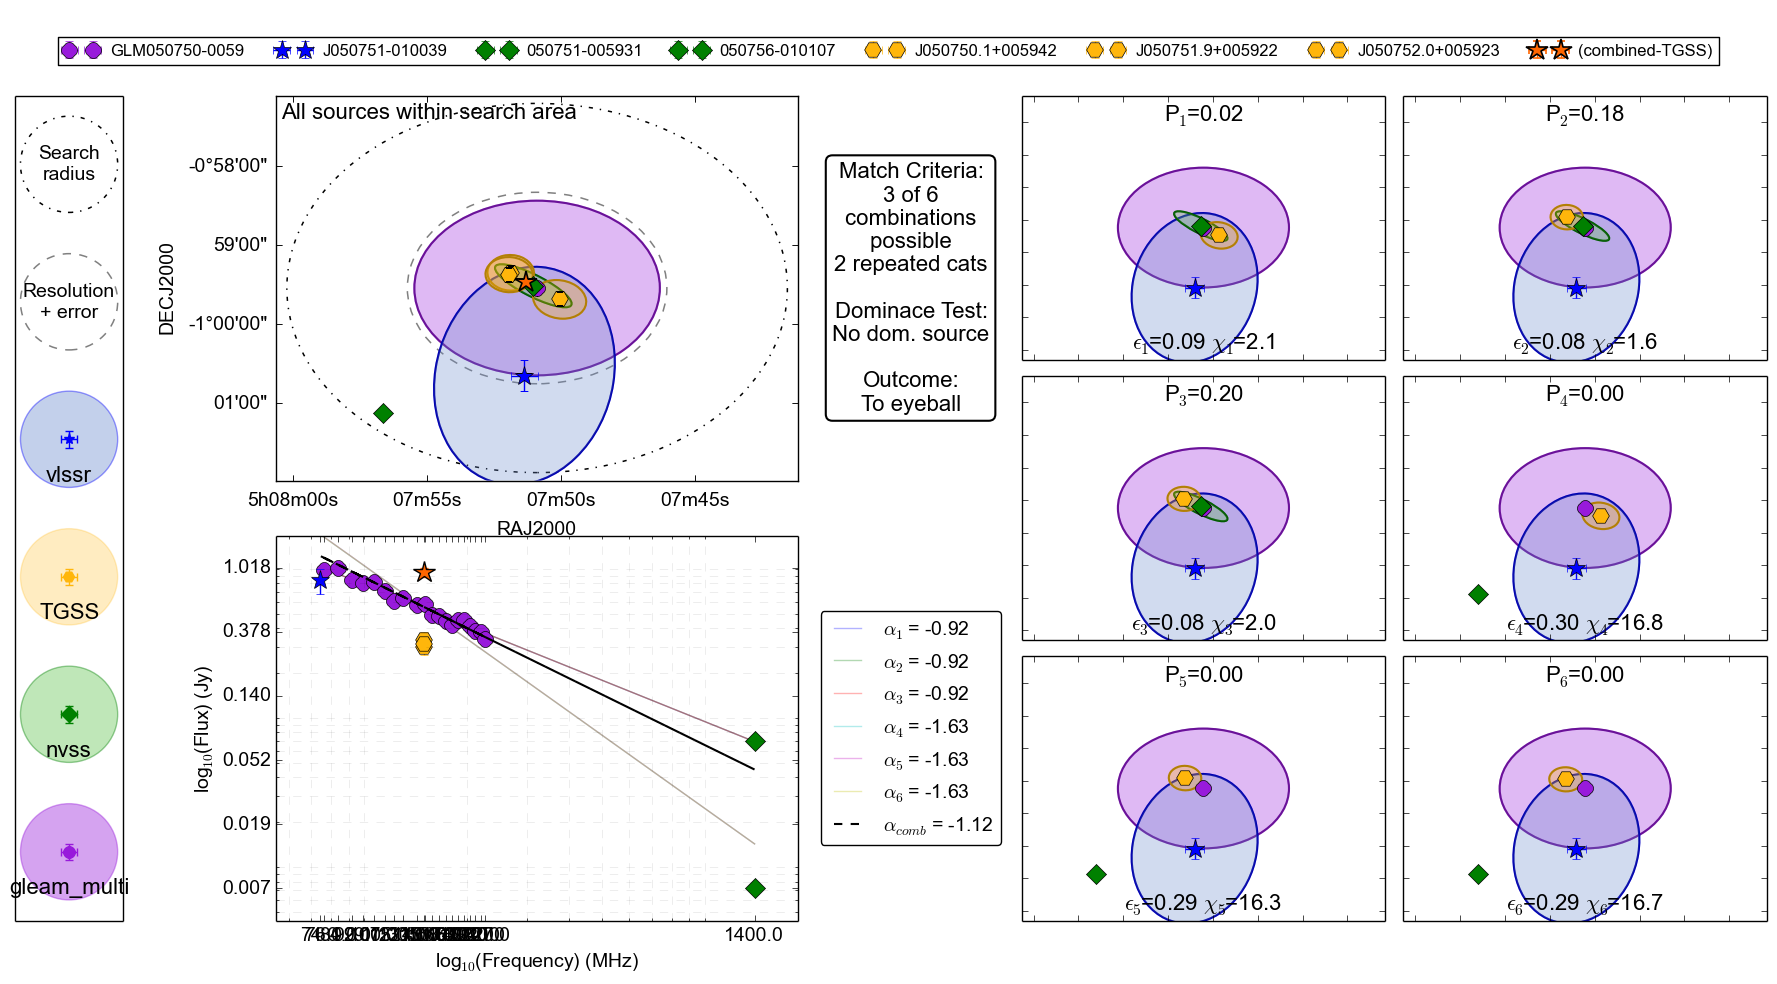 GLM050750-0059 J050751-010039 050751-005931 050756-010107 J050750.1+005942 J050751.9+005922 J050752.0+005923 (combined-TGSS)
Search
radius
Resolution
+ error
vlssr
TGSS
nvss
gleam_multi
All sources within search area
-0°58'00"
59'00"
-1°00'00"
01'00"
DECJ2000
5h08m00s 07m55s 07m50s 07m45s
RAJ2000
Match Criteria:
3 of 6
combinations
possible
2 repeated cats
Dominace Test:
No dom. source
Outcome:
To eyeball
1.018
0.378
0.140
0.052
0.019
0.007
log10(Flux) (Jy)
1400.0
log10(Frequency) (MHz)
α1 = -0.92
α2 = -0.92
α3 = -0.92
α4 = -1.63
α5 = -1.63
α6 = -1.63
αcomb = -1.12
P1=0.02
ϵ1=0.09 χ1=2.1
P2=0.18
ϵ2=0.08 χ2=1.6
P3=0.20
ϵ3=0.08 χ3=2.0
P4=0.00
ϵ4=0.30 χ4=16.8
P5=0.00
ϵ5=0.29 χ5=16.3
P6=0.00
ϵ6=0.29 χ6=16.7